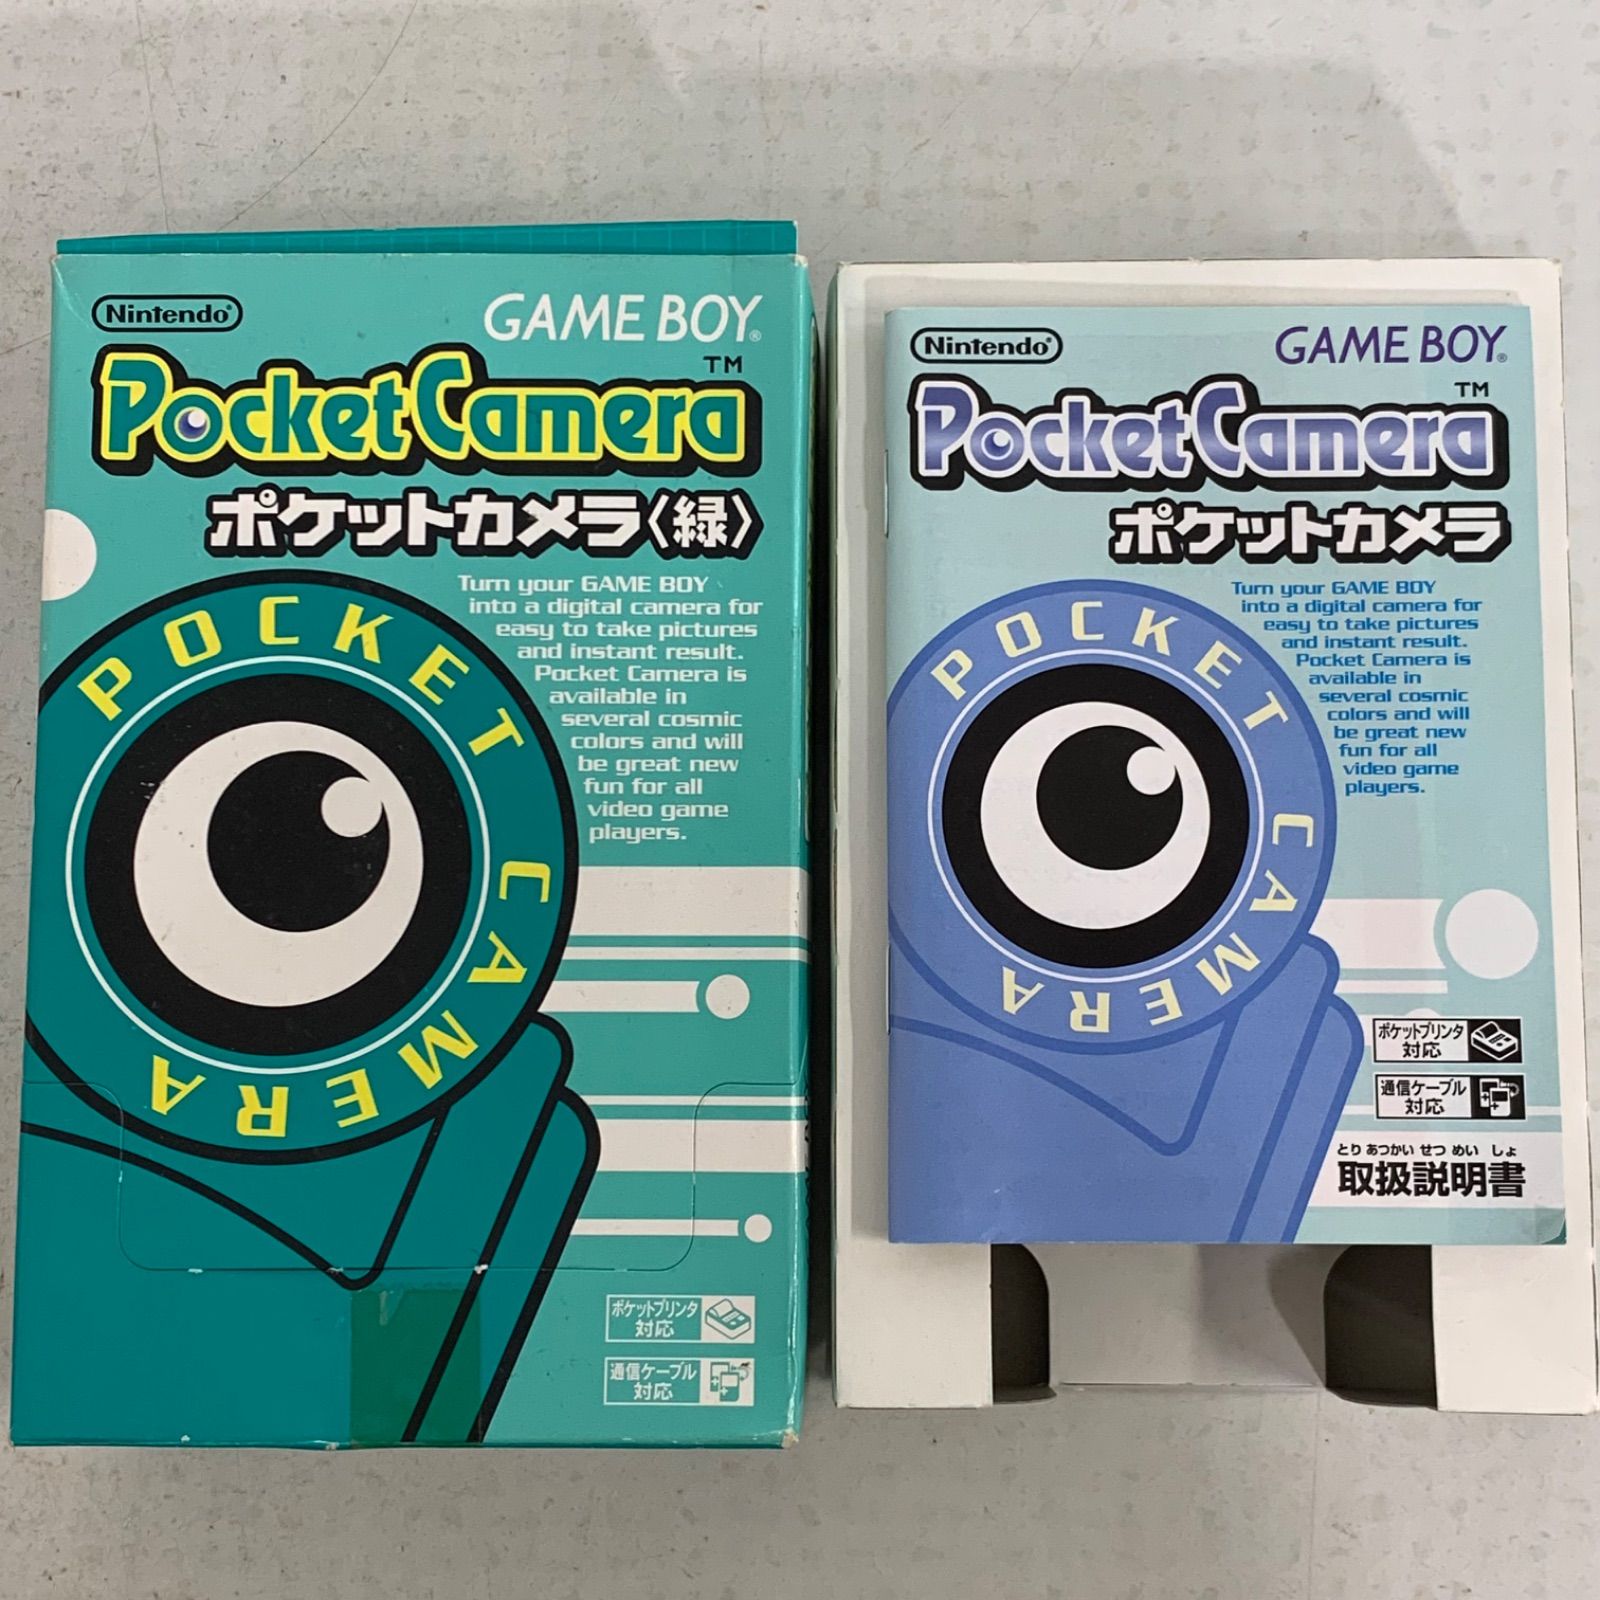 Nintendo®
GAME BOY®
PocketCamera™
ポケットカメラ〈緑〉
Turn your GAME BOY
into a digital camera for
easy to take pictures
and instant result.
Pocket Camera is
available in
several cosmic
colors and will
be great new
fun for all
video game
players.
POCKET CAMERA
ポケットプリンタ
対応
通信ケーブル
対応
Nintendo®
GAME BOY®
PocketCamera™
ポケットカメラ
Turn your GAME BOY
into a digital camera for
easy to take pictures
and instant result.
Pocket Camera is
available in
several cosmic
colors and will
be great new
fun for all
video game
players.
POCKET CAMERA
ポケットプリンタ
対応
通信ケーブル
対応
とりあつかいせつめいしょ
取扱説明書